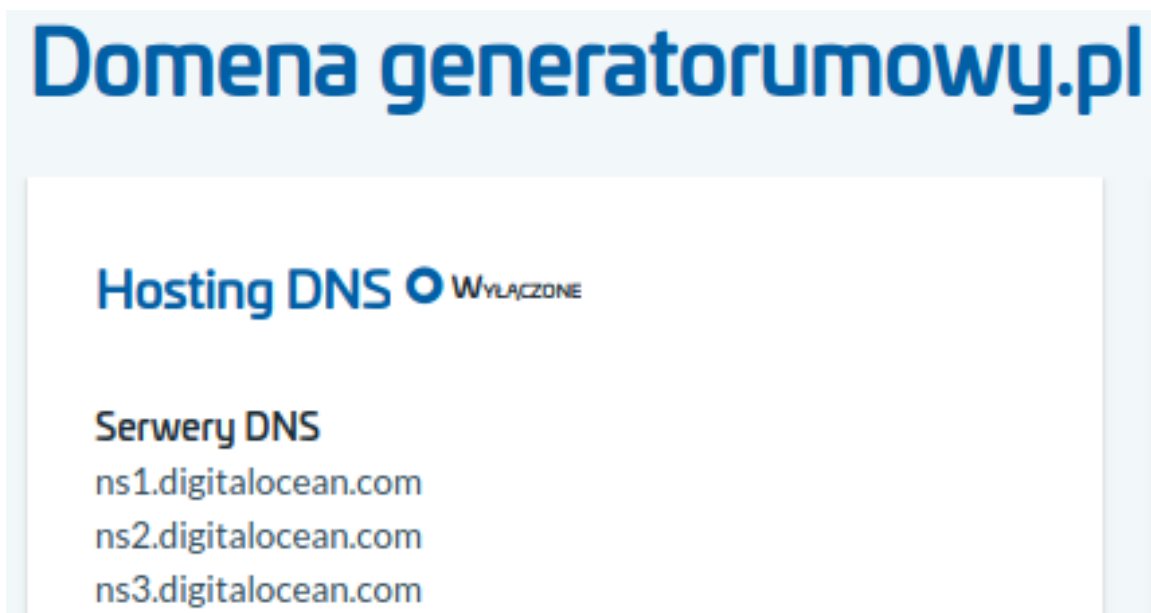 Domena generatorumowy.pl
Hosting DNS Wyłączone
Serwery DNS
ns1.digitalocean.com
ns2.digitalocean.com
ns3.digitalocean.com